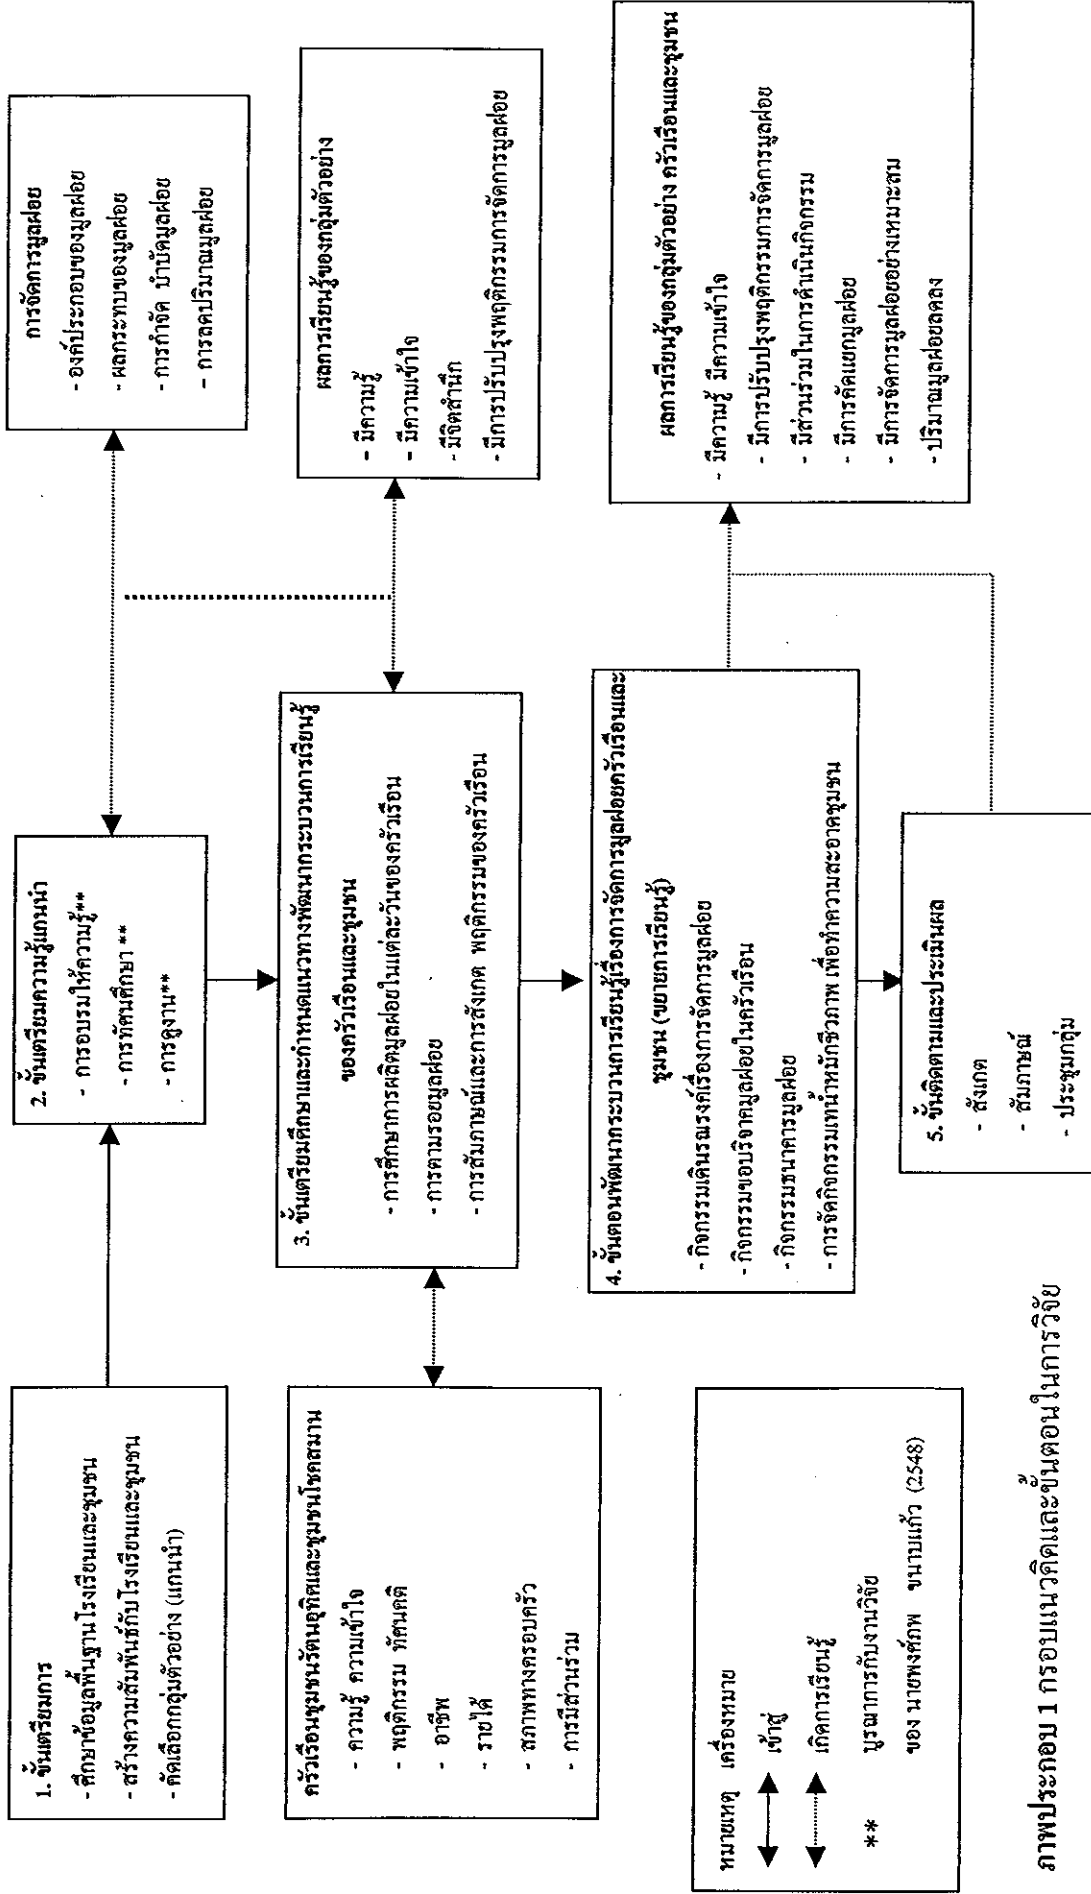 1. ขั้นเตรียมการ
- ศึกษาข้อมูลพื้นฐานโรงเรียนและชุมชน
- สร้างความสัมพันธ์กับโรงเรียนและชุมชน
- คัดเลือกกลุ่มตัวอย่าง (แกนนำ)
2. ขั้นเตรียมความรู้แกนนำ
- การอบรมให้ความรู้**
- การทัศนศึกษา **
- การดูงาน**
การจัดการมูลฝอย
- องค์ประกอบของมูลฝอย
- ผลกระทบของมูลฝอย
- การกำจัด บำบัดมูลฝอย
- การลดปริมาณมูลฝอย
ครัวเรือนชุมชนรัตนอุทิศและชุมชนโชคสมาน
- ความรู้ ความเข้าใจ
- พฤติกรรม ทัศนคติ
- อาชีพ
- รายได้
- สภาพทางครอบครัว
- การมีส่วนร่วม
3. ขั้นเตรียมศึกษาและกำหนดแนวทางพัฒนากระบวนการเรียนรู้
ของครัวเรือนและชุมชน
- การศึกษาการผลิตมูลฝอยในแต่ละวันของครัวเรือน
- การตามรอยมูลฝอย
- การสัมภาษณ์และการสังเกต พฤติกรรมของครัวเรือน
ผลการเรียนรู้ของกลุ่มตัวอย่าง
- มีความรู้
- มีความเข้าใจ
- มีจิตสำนึก
- มีการปรับปรุงพฤติกรรมการจัดการมูลฝอย
4. ขั้นตอนพัฒนากระบวนการเรียนรู้เรื่องการจัดการมูลฝอยครัวเรือนและ
ชุมชน (ขยายการเรียนรู้)
- กิจกรรมเดินรณรงค์เรื่องการจัดการมูลฝอย
- กิจกรรมขอบริจาคมูลฝอยในครัวเรือน
- กิจกรรมธนาคารมูลฝอย
- การจัดกิจกรรมเทน้ำหมักชีวภาพ เพื่อทำความสะอาดชุมชน
ผลการเรียนรู้ของกลุ่มตัวอย่าง ครัวเรือนและชุมชน
- มีความรู้ มีความเข้าใจ
- มีการปรับปรุงพฤติกรรมการจัดการมูลฝอย
- มีส่วนร่วมในการดำเนินกิจกรรม
- มีการคัดแยกมูลฝอย
- มีการจัดการมูลฝอยอย่างเหมาะสม
- ปริมาณมูลฝอยลดลง
5. ขั้นติดตามและประเมินผล
- สังเกต
- สัมภาษณ์
- ประชุมกลุ่ม
หมายเหตุ เครื่องหมาย
เข้าสู่
เกิดการเรียนรู้
** บูรณาการกับงานวิจัย
ของ นายพงศ์ภพ ขนาบแก้ว (2548)
ภาพประกอบ 1 กรอบแนวคิดและขั้นตอนในการวิจัย